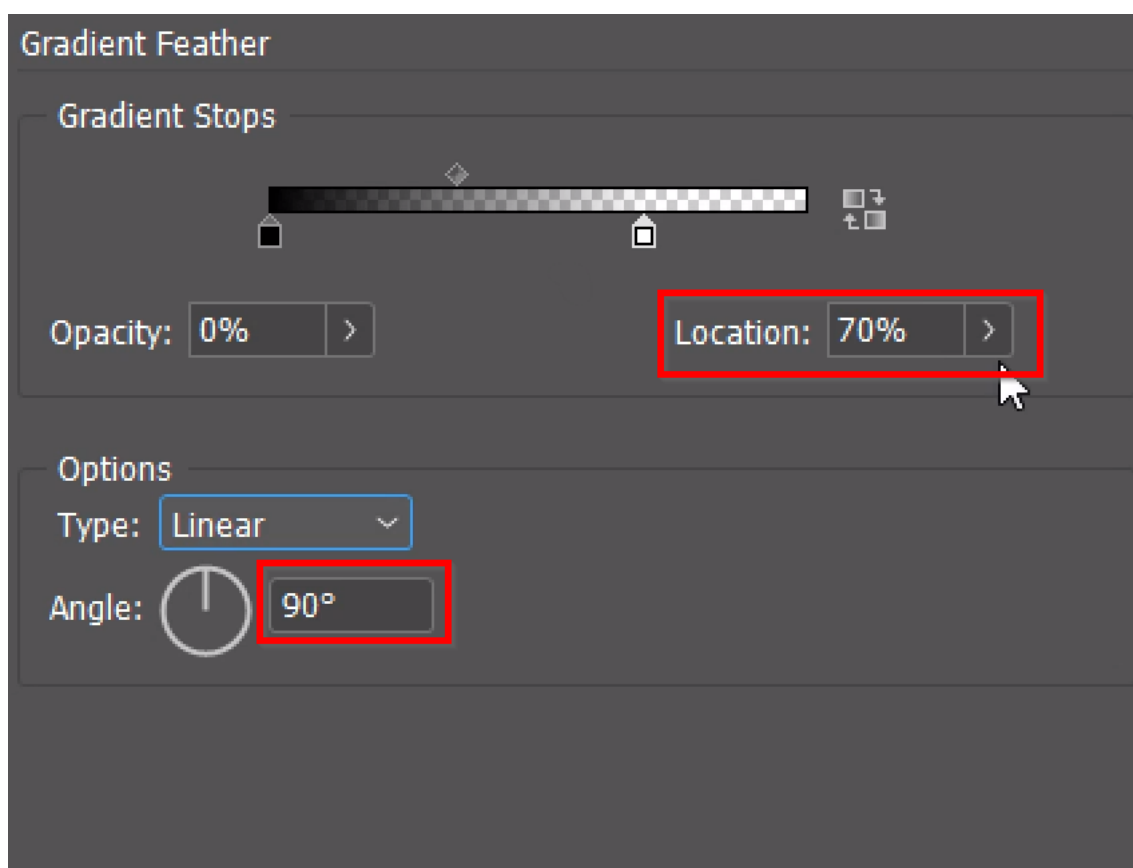 Gradient Feather
Gradient Stops
Opacity: 0% Location: 70%
Options
Type: Linear
Angle: 90°